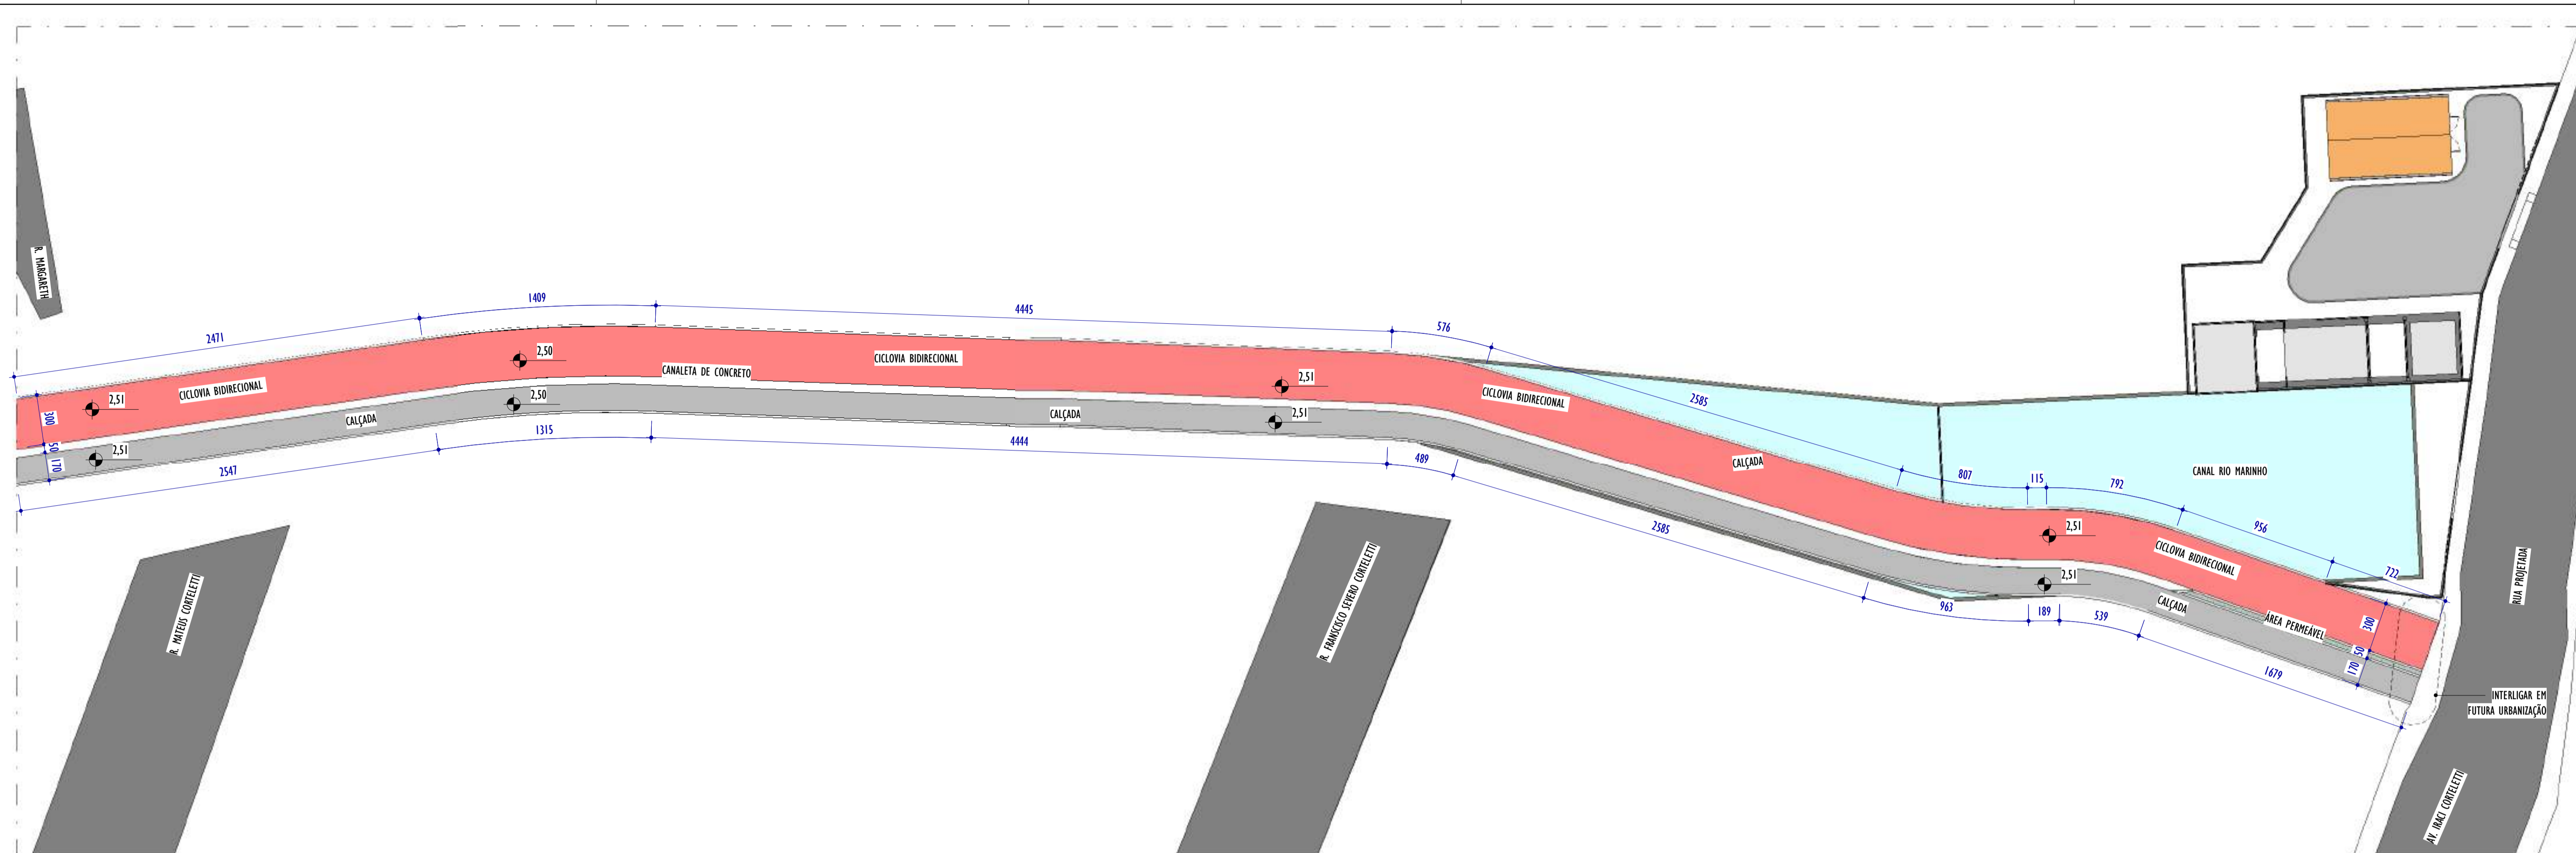 R. MARGARETH
2471
1409
4445
576
2585
807
115
792
956
722
CICLOVIA BIDIRECIONAL
2,51
2,50
CANALETA DE CONCRETO
CICLOVIA BIDIRECIONAL
2,51
CICLOVIA BIDIRECIONAL
CANAL RIO MARINHO
2,51
CICLOVIA BIDIRECIONAL
300
50
170
2,51
CALÇADA
2,50
CALÇADA
2,51
CALÇADA
2,51
CALÇADA
ÁREA PERMEÁVEL
300
50
170
2547
1315
4444
489
2585
963
189
539
1679
R. MATEUS CORTELETTI
R. FRANSCISCO SEVERO CORTELETTI
RUA PROJETADA
INTERLIGAR EM
FUTURA URBANIZAÇÃO
AV. IRACI CORTELETTI